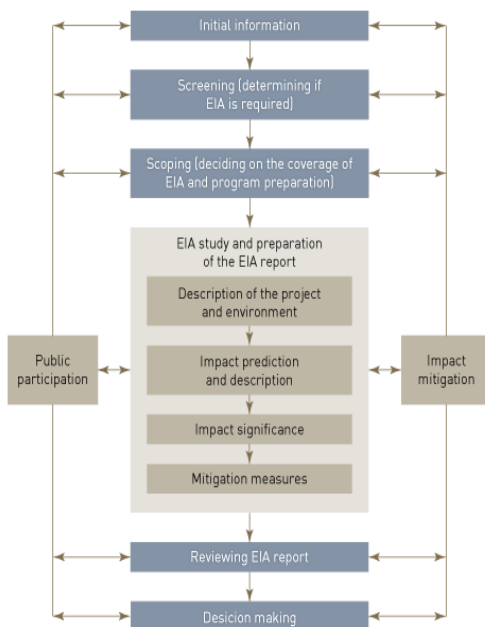 Initial information
Screening (determining if
EIA is required)
Scoping (deciding on the coverage of
EIA and program preparation)
EIA study and preparation
of the EIA report
Description of the project
and environment
Public
participation
Impact prediction
and description
Impact
mitigation
Impact significance
Mitigation measures
Reviewing EIA report
Desicion making